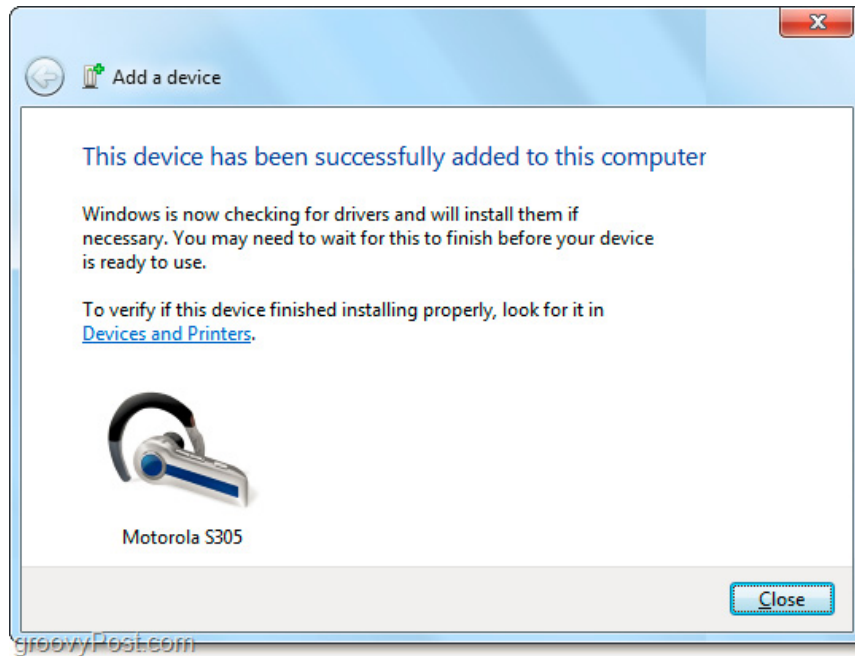 Add a device
This device has been successfully added to this computer
Windows is now checking for drivers and will install them if
necessary. You may need to wait for this to finish before your device
is ready to use.
To verify if this device finished installing properly, look for it in
Devices and Printers.
Motorola S305
Close
groovyPost.com